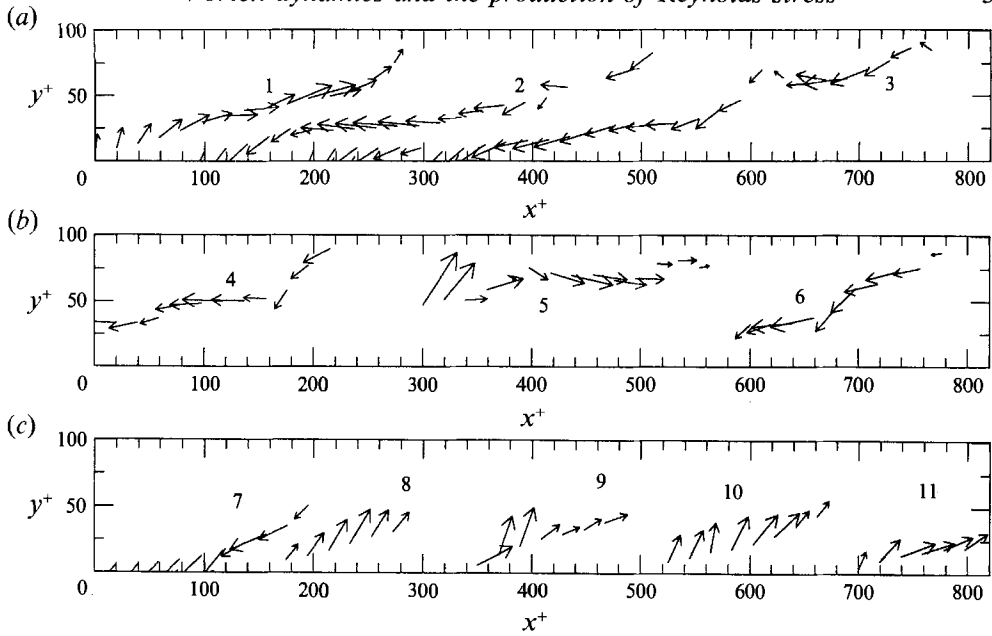 Vortex dynamics and the production of Reynolds stress
(a)
100
50
y⁺
1
2
3
0 100 200 300 400 500 600 700 800
x⁺
(b)
100
50
y⁺
4
5
6
0 100 200 300 400 500 600 700 800
x⁺
(c)
100
50
y⁺
7 8 9 10 11
0 100 200 300 400 500 600 700 800
x⁺